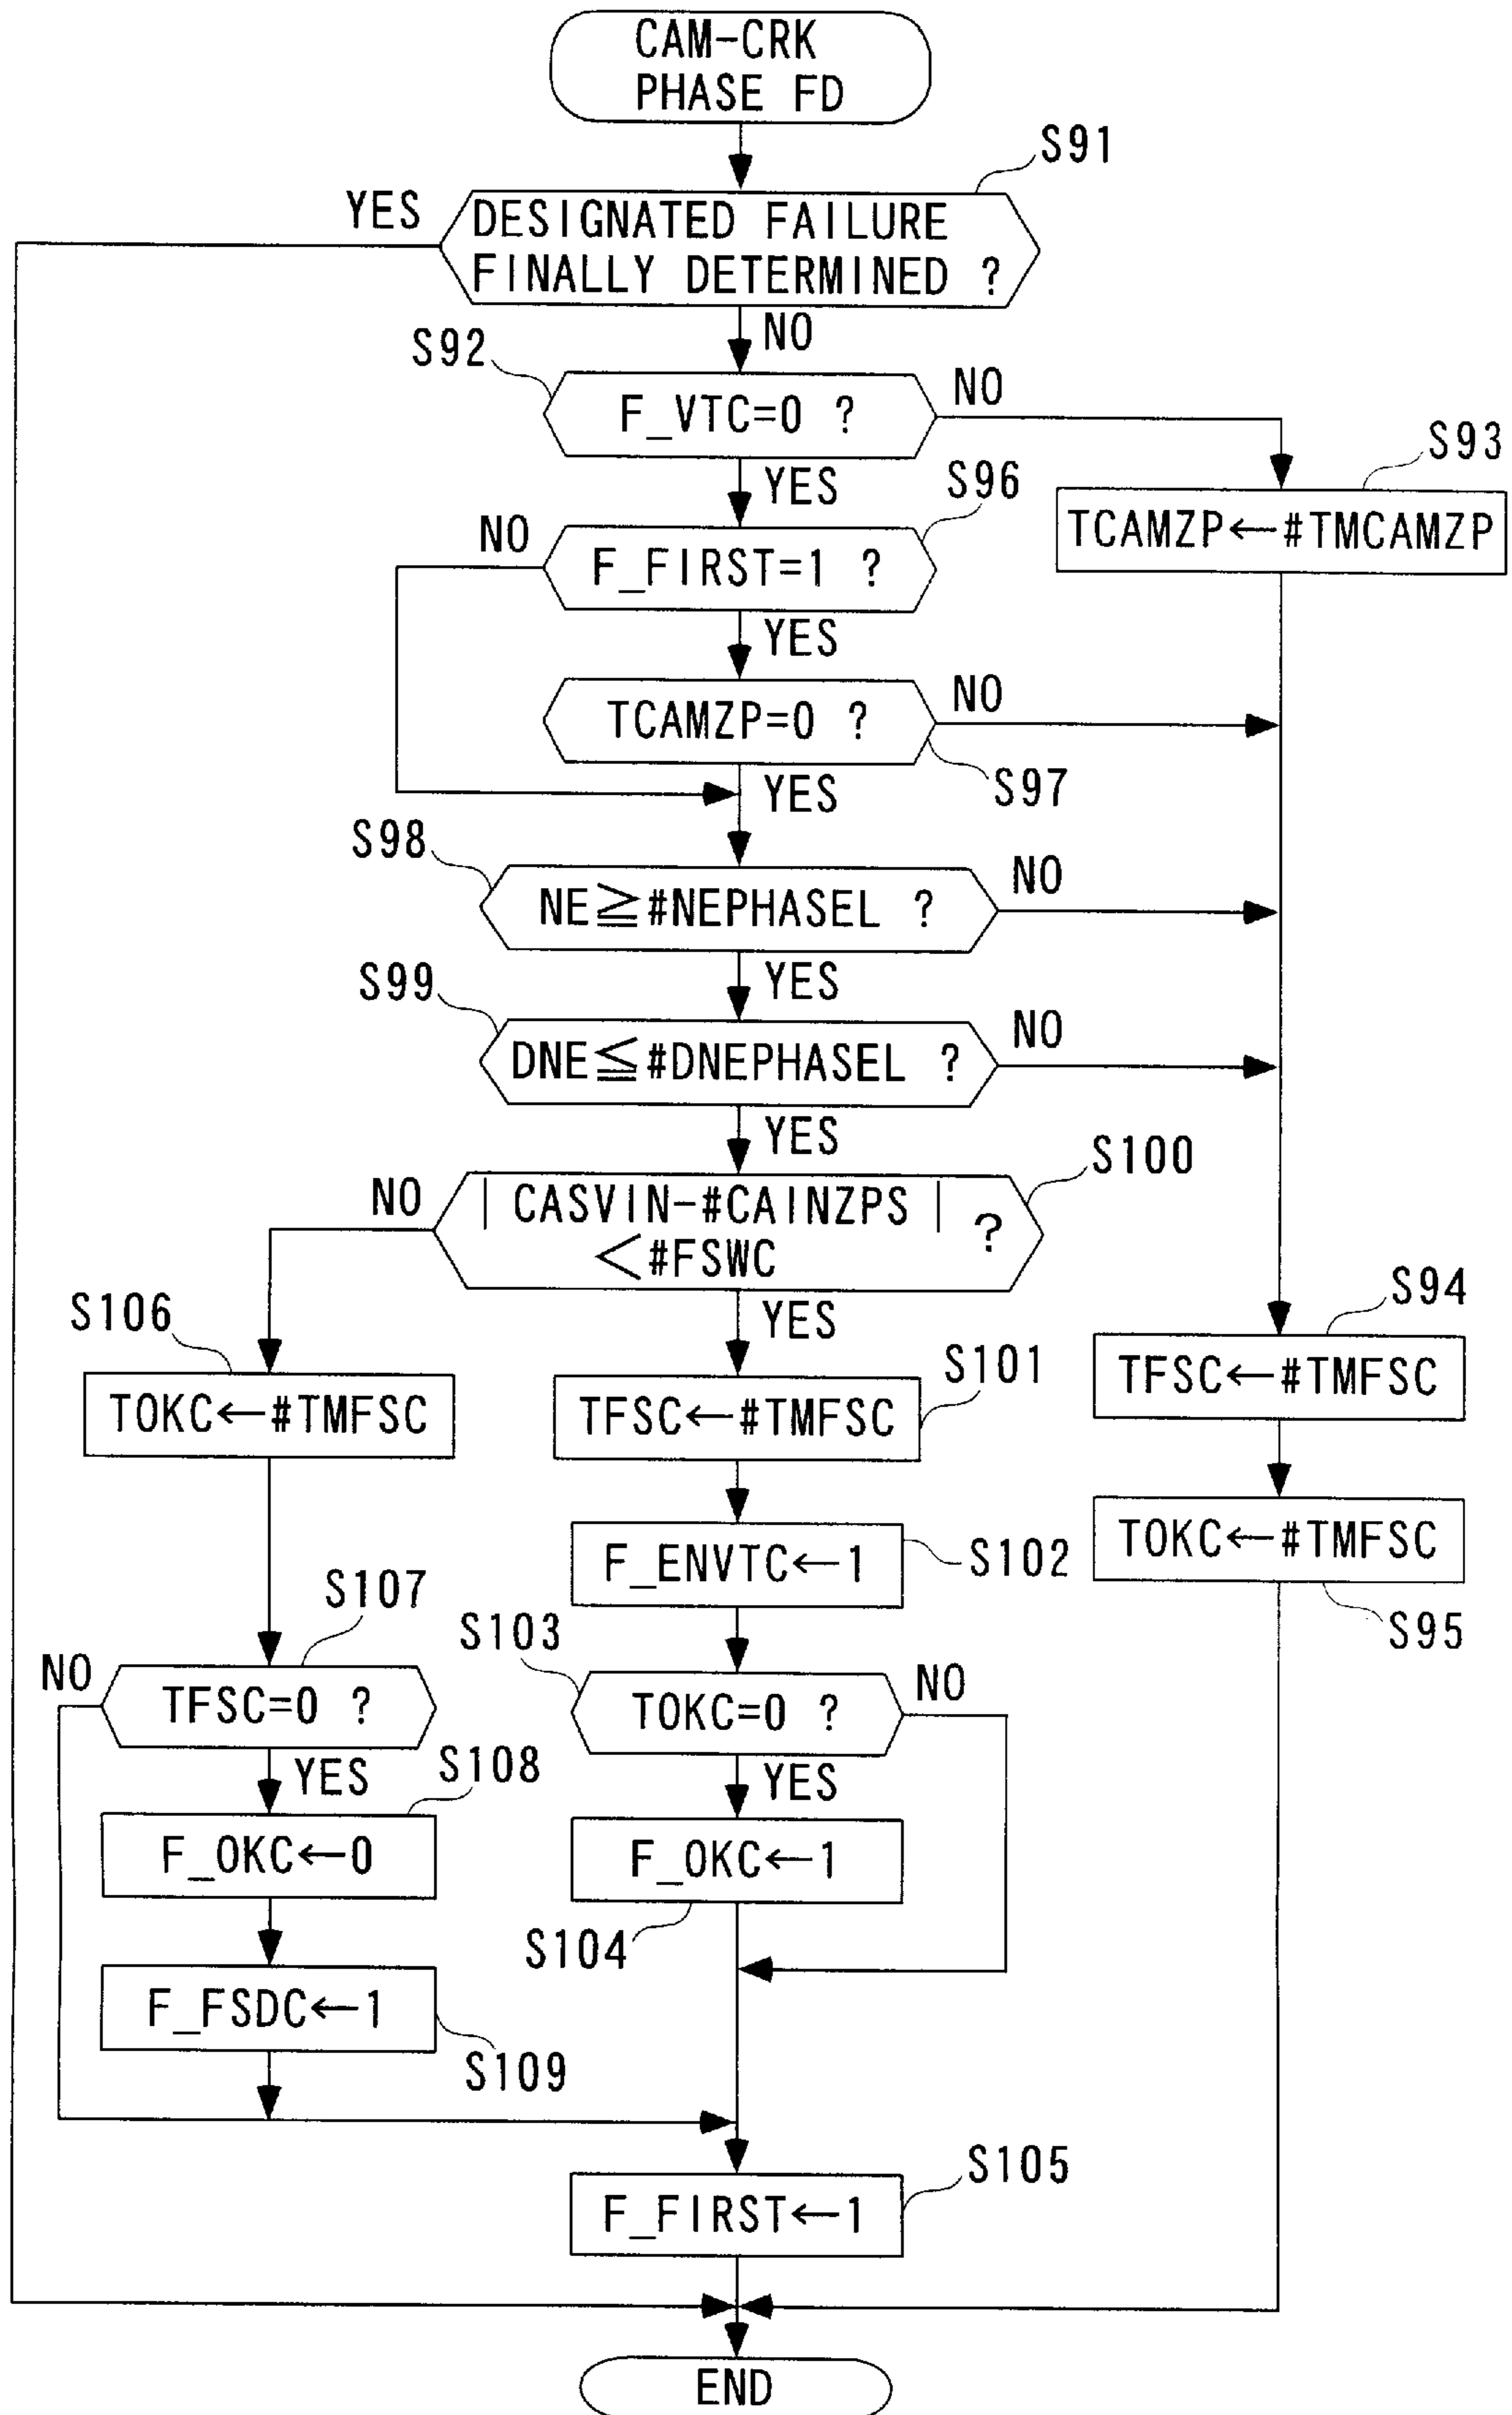 CAM-CRK
PHASE FD
S91
YES
DESIGNATED FAILURE
FINALLY DETERMINED ?
NO
S92
F_VTC=0 ?
NO
S93
TCAMZP←#TMCAMZP
YES
S96
NO
F_FIRST=1 ?
YES
TCAMZP=0 ?
NO
S97
YES
S98
NE≧#NEPHASEL ?
NO
YES
S99
DNE≦#DNEPHASEL ?
NO
YES
S100
NO
| CASVIN-#CAINZPS | ?
<#FSWC
YES
S106
TOKC←#TMFSC
S101
TFSC←#TMFSC
S94
TFSC←#TMFSC
F_ENVTC←1
S102
TOKC←#TMFSC
S95
S107
NO
TFSC=0 ?
S103
TOKC=0 ?
NO
YES
S108
YES
F_OKC←0
F_OKC←1
S104
F_FSDC←1
S109
S105
F_FIRST←1
END